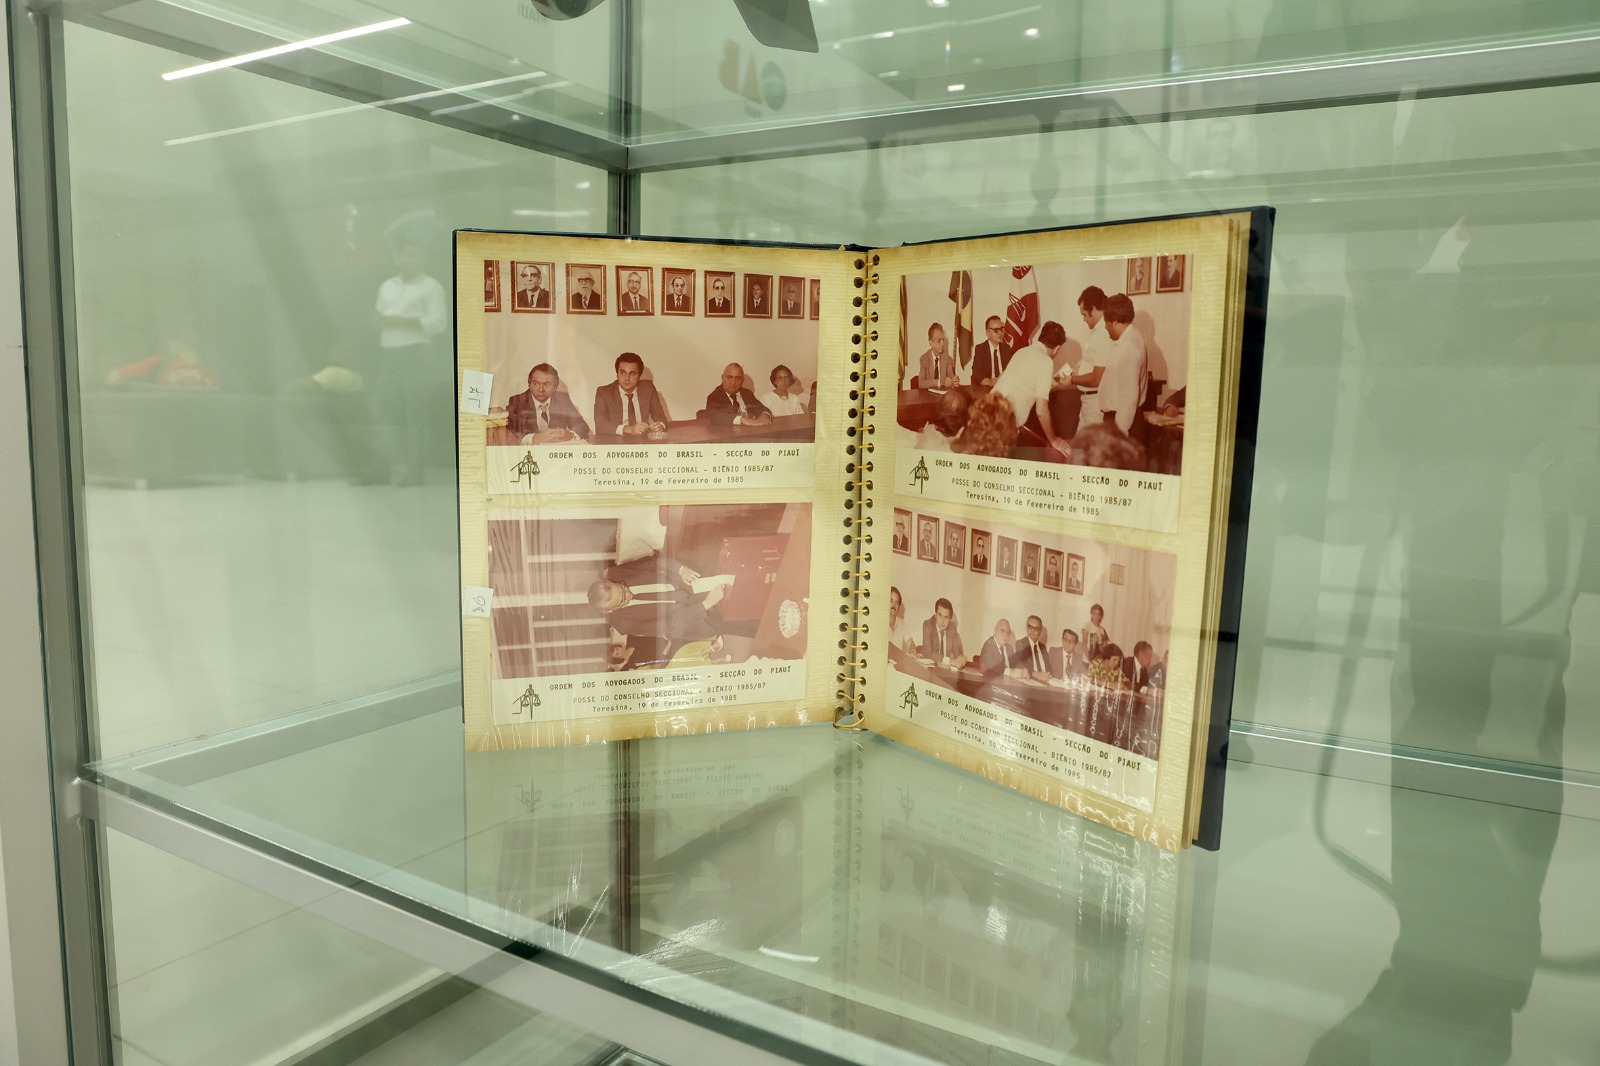 ORDEM DOS ADVOGADOS DO BRASIL - SECÇÃO DO PIAUÍ
POSSE DO CONSELHO SECCIONAL - BIÊNIO 1985/87
Teresina, 19 de Fevereiro de 1985
ORDEM DOS ADVOGADOS DO BRASIL - SECÇÃO DO PIAUÍ
POSSE DO CONSELHO SECCIONAL - BIÊNIO 1985/87
Teresina, 19 de Fevereiro de 1985
ORDEM DOS ADVOGADOS DO BRASIL - SECÇÃO DO PIAUÍ
POSSE DO CONSELHO SECCIONAL - BIÊNIO 1985/87
Teresina, 19 de Fevereiro de 1985
ORDEM DOS ADVOGADOS DO BRASIL - SECÇÃO DO PIAUÍ
POSSE DO CONSELHO SECCIONAL - BIÊNIO 1985/87
Teresina, 19 de Fevereiro de 1985
OAB
Canon